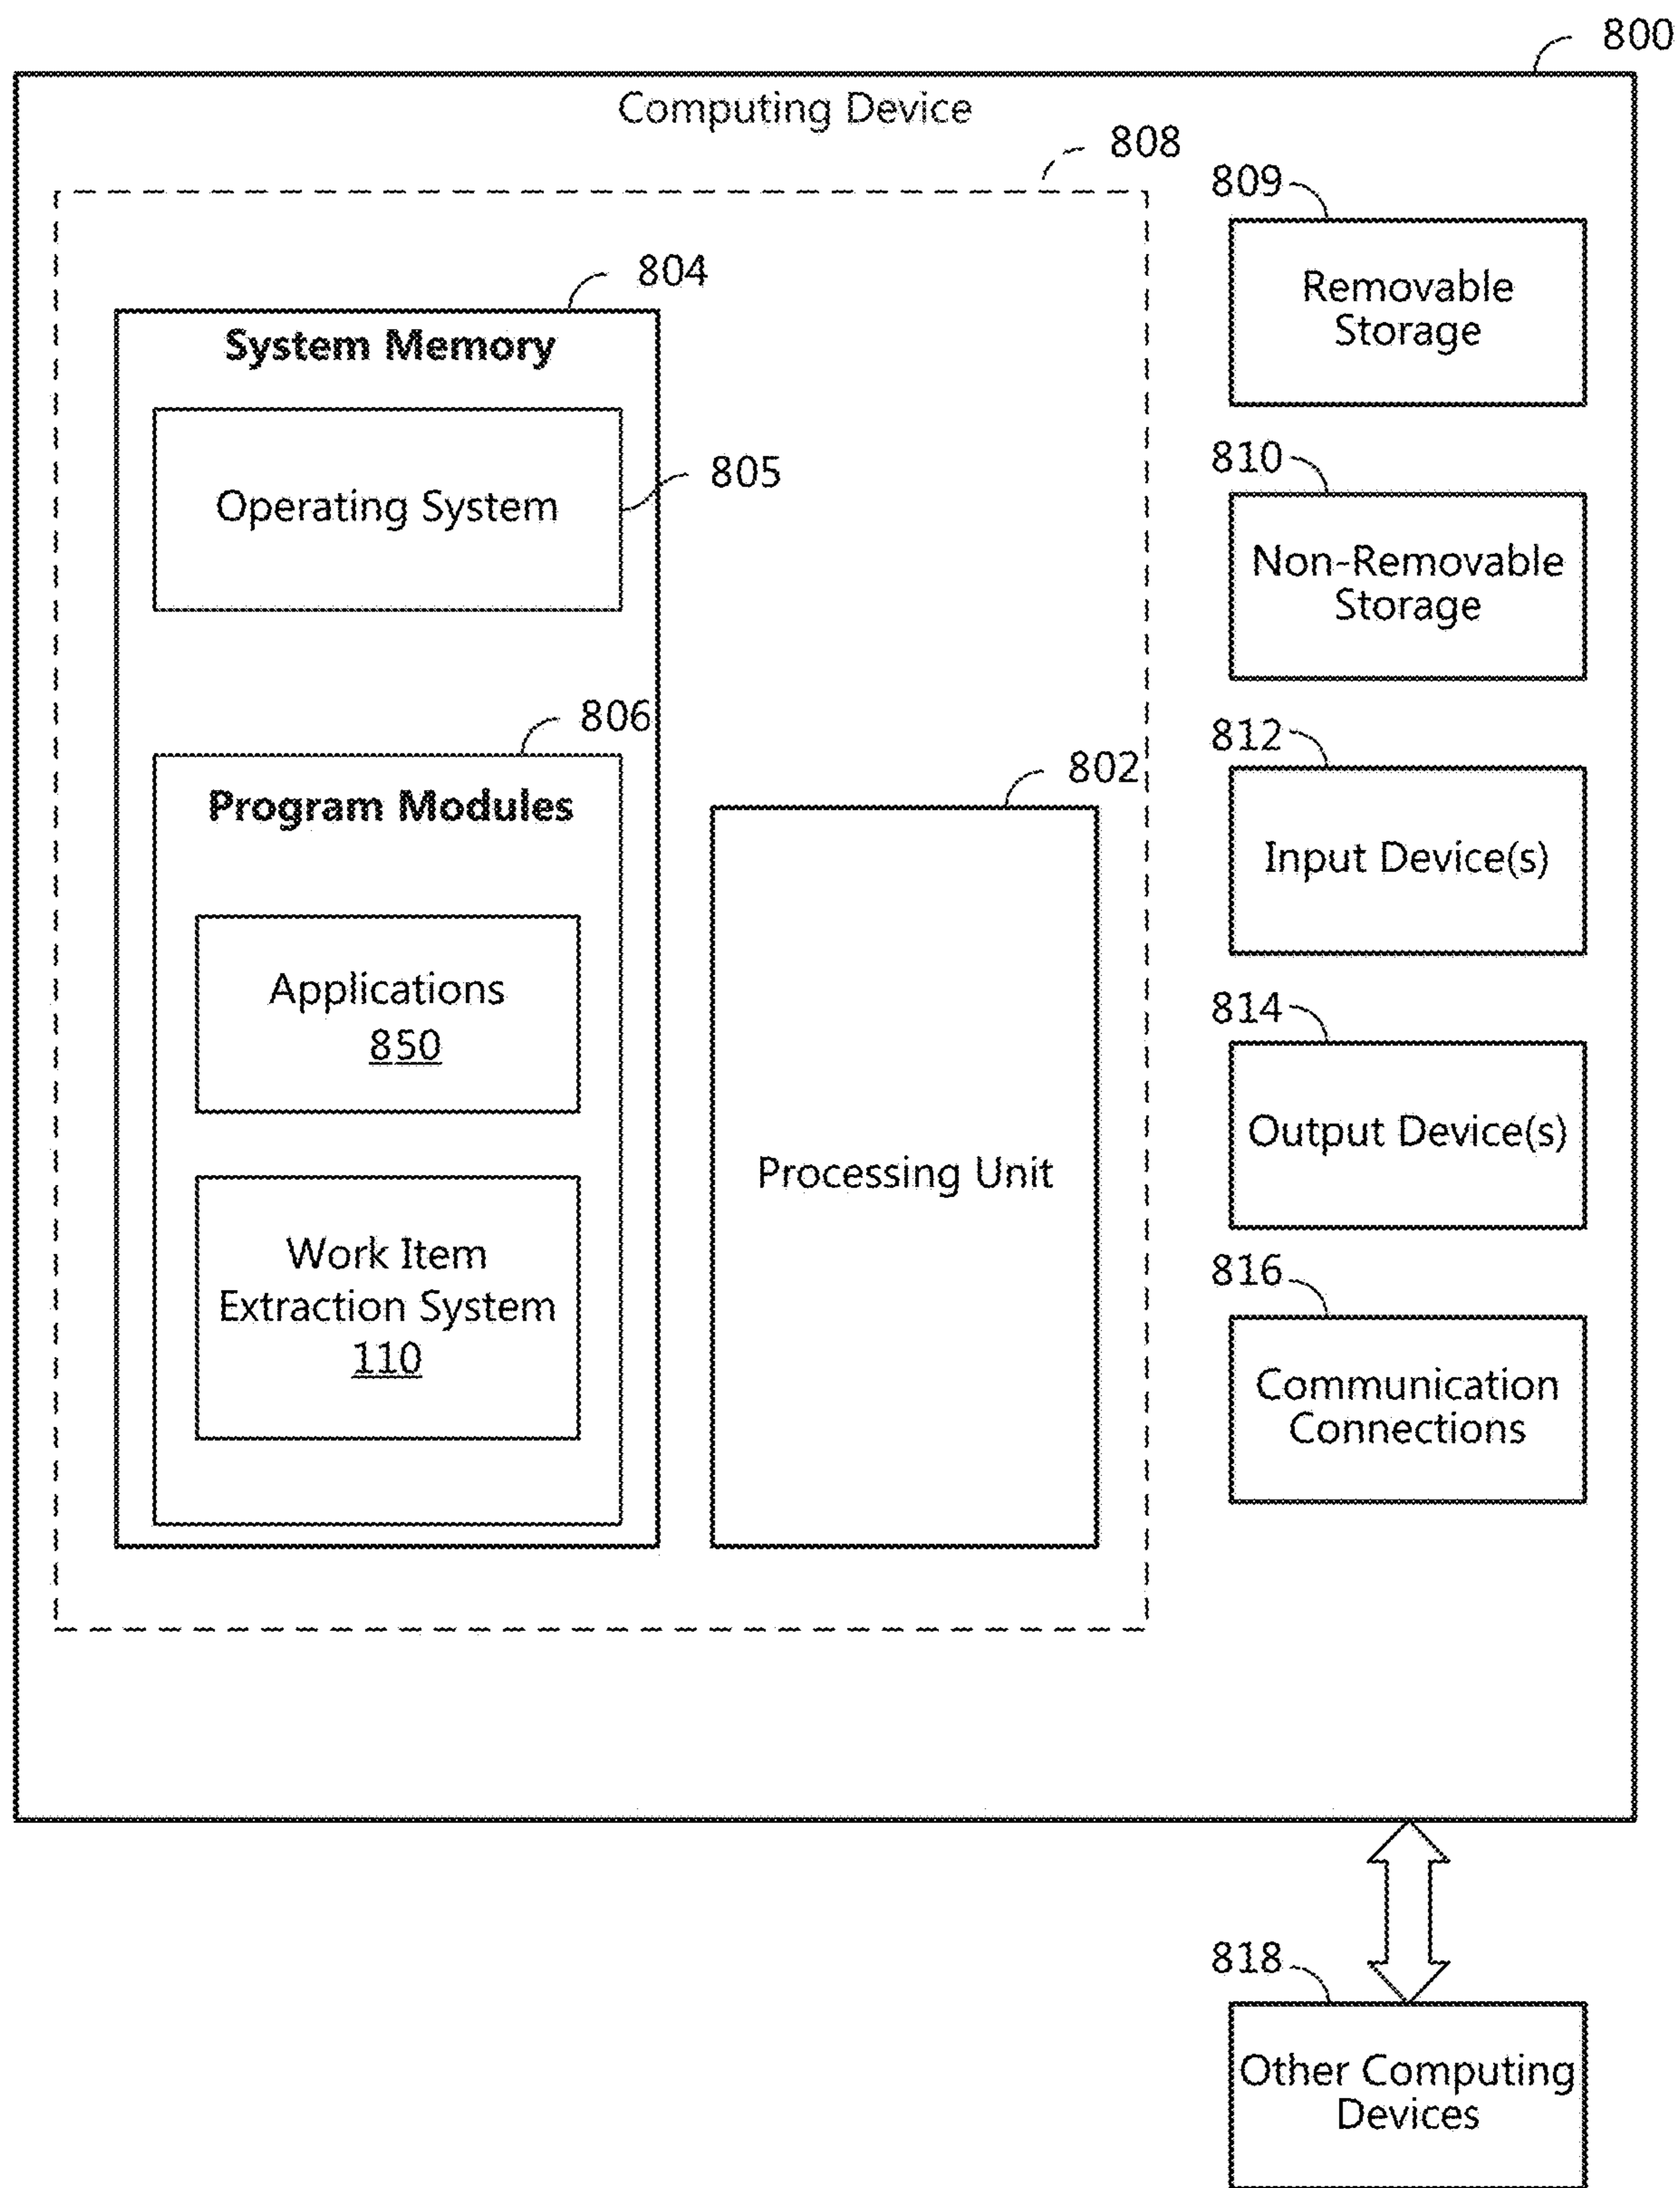 800
Computing Device
808
804
System Memory
Operating System
805
806
Program Modules
Applications
850
Work Item
Extraction System
110
802
Processing Unit
809
Removable
Storage
810
Non-Removable
Storage
812
Input Device(s)
814
Output Device(s)
816
Communication
Connections
818
Other Computing
Devices